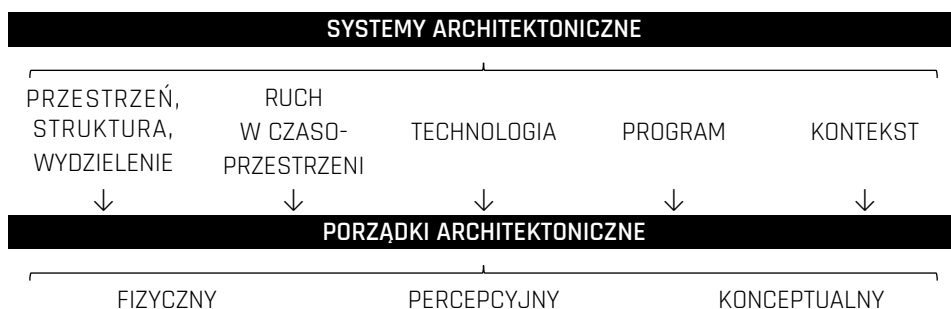 SYSTEMY ARCHITEKTONICZNE
PRZESTRZEŃ,
STRUKTURA,
WYDZIELENIE
RUCH
W CZASO-
PRZESTRZENI
TECHNOLOGIA
PROGRAM
KONTEKST
PORZĄDKI ARCHITEKTONICZNE
FIZYCZNY
PERCEPCYJNY
KONCEPTUALNY